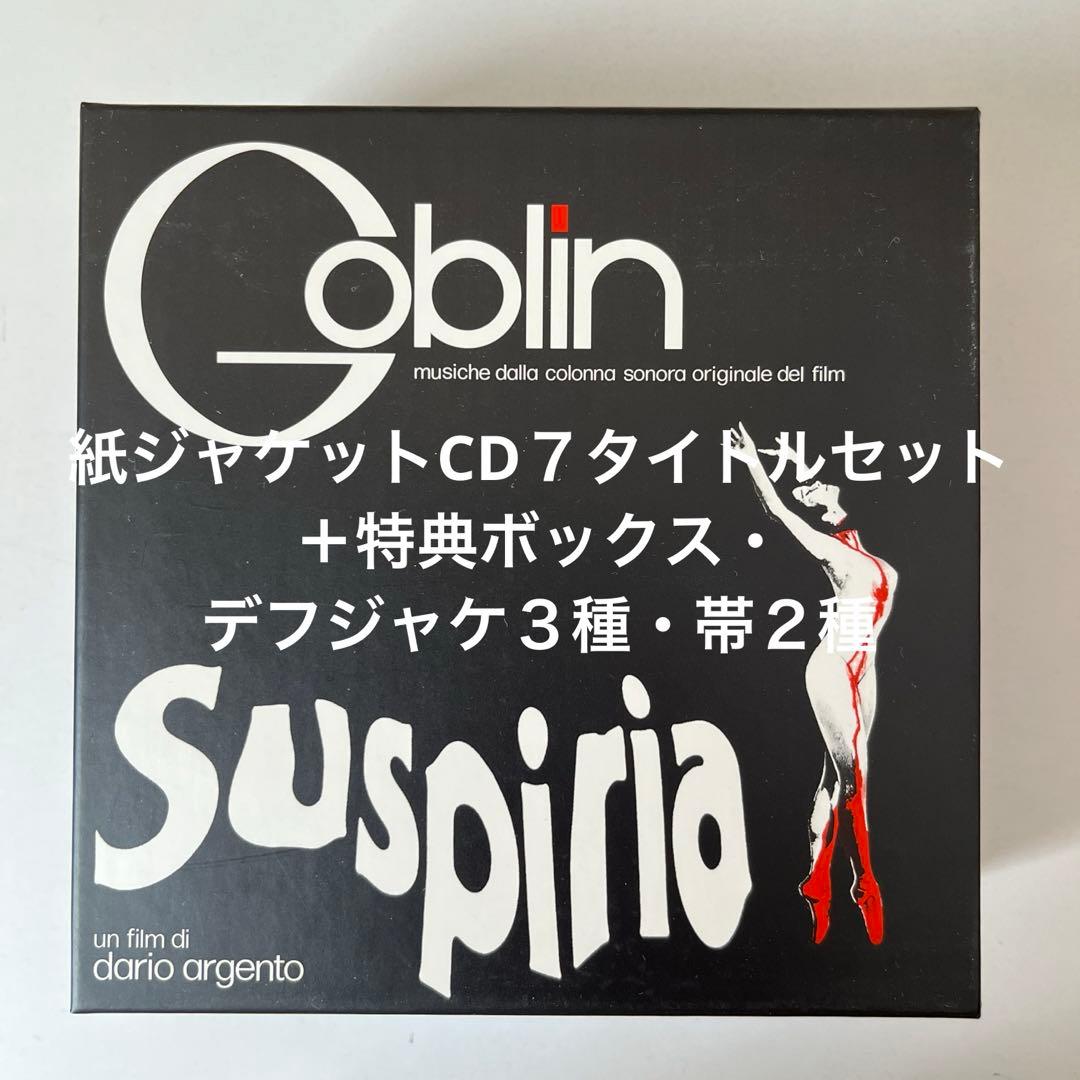 Goblin
musiche dalla colonna sonora originale del film
紙ジャケットCD７タイトルセット
＋特典ボックス・
デフジャケ３種・帯２種
Suspiria
un film di
dario argento